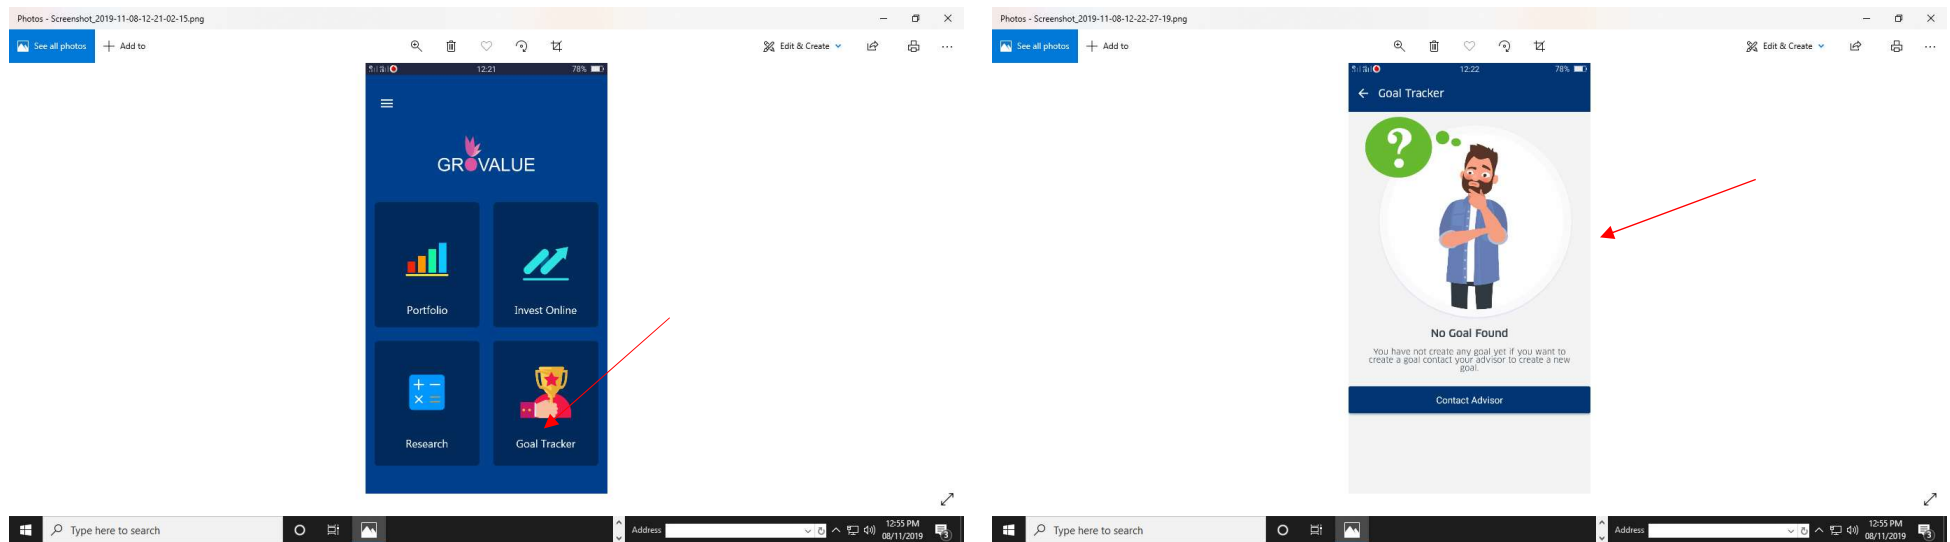 Photos - Screenshot_2019-11-08-12-21-02-15.png
See all photos + Add to
Edit & Create
12:21
78%
GROVALUE
Portfolio
Invest Online
Research
Goal Tracker
Type here to search
Address
12:55 PM
08/11/2019
3
Photos - Screenshot_2019-11-08-12-22-27-19.png
See all photos + Add to
Edit & Create
12:22
78%
Goal Tracker
?
No Goal Found
You have not create any goal yet if you want to
create a goal contact your advisor to create a new
goal.
Contact Advisor
Type here to search
Address
12:55 PM
08/11/2019
3